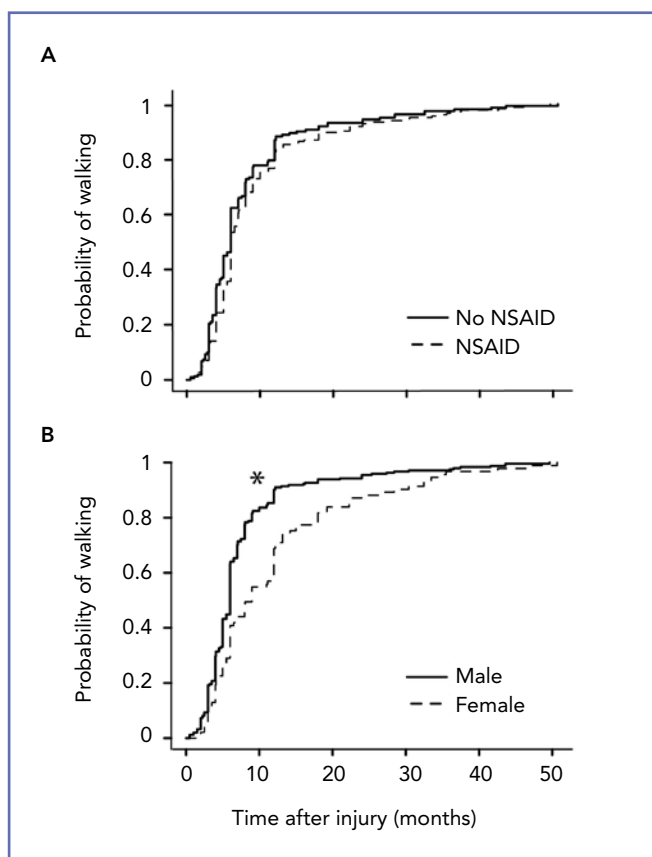 A
1
0.8
0.6
0.4
0.2
0
Probability of walking
No NSAID
NSAID
B
*
1
0.8
0.6
0.4
0.2
0
Probability of walking
Male
Female
0 10 20 30 40 50
Time after injury (months)